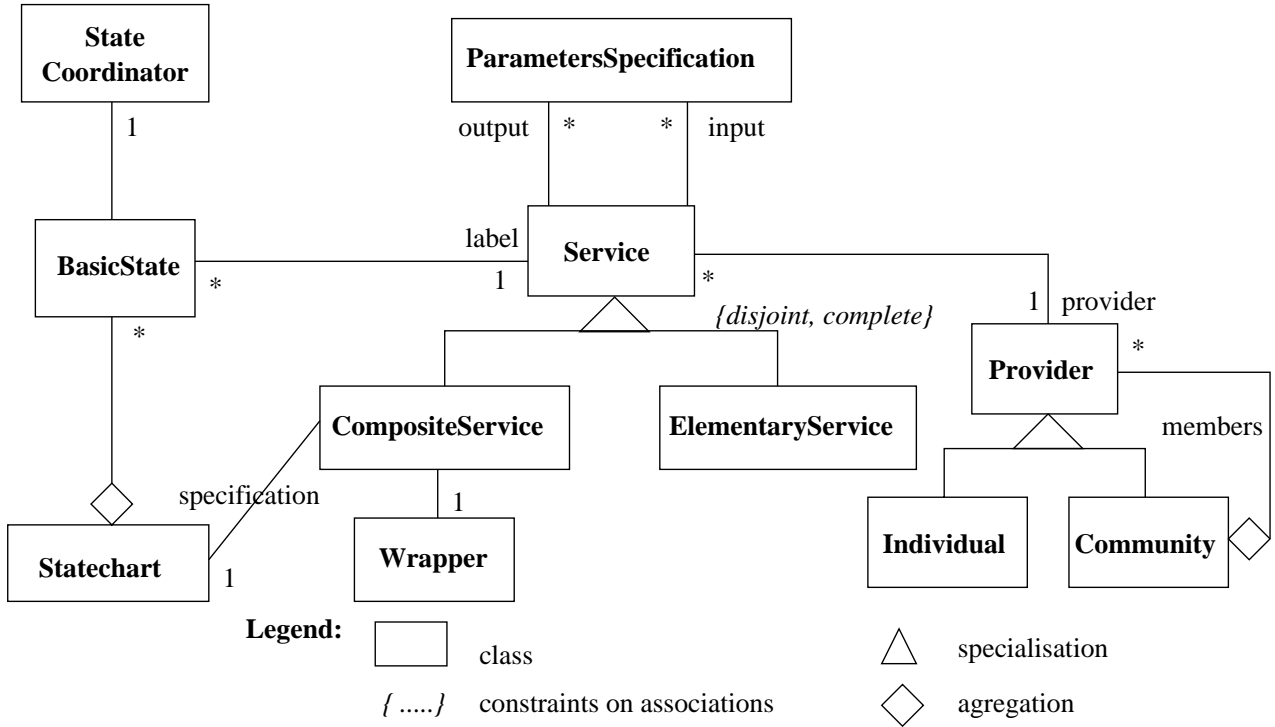 State
Coordinator
ParametersSpecification
1
output
*
*
input
BasicState
label
Service
*
1
*
{disjoint, complete}
1
provider
*
*
Provider
CompositeService
ElementaryService
members
specification
1
Statechart
1
Wrapper
Individual
Community
Legend:
class
specialisation
{ .....}
constraints on associations
agregation